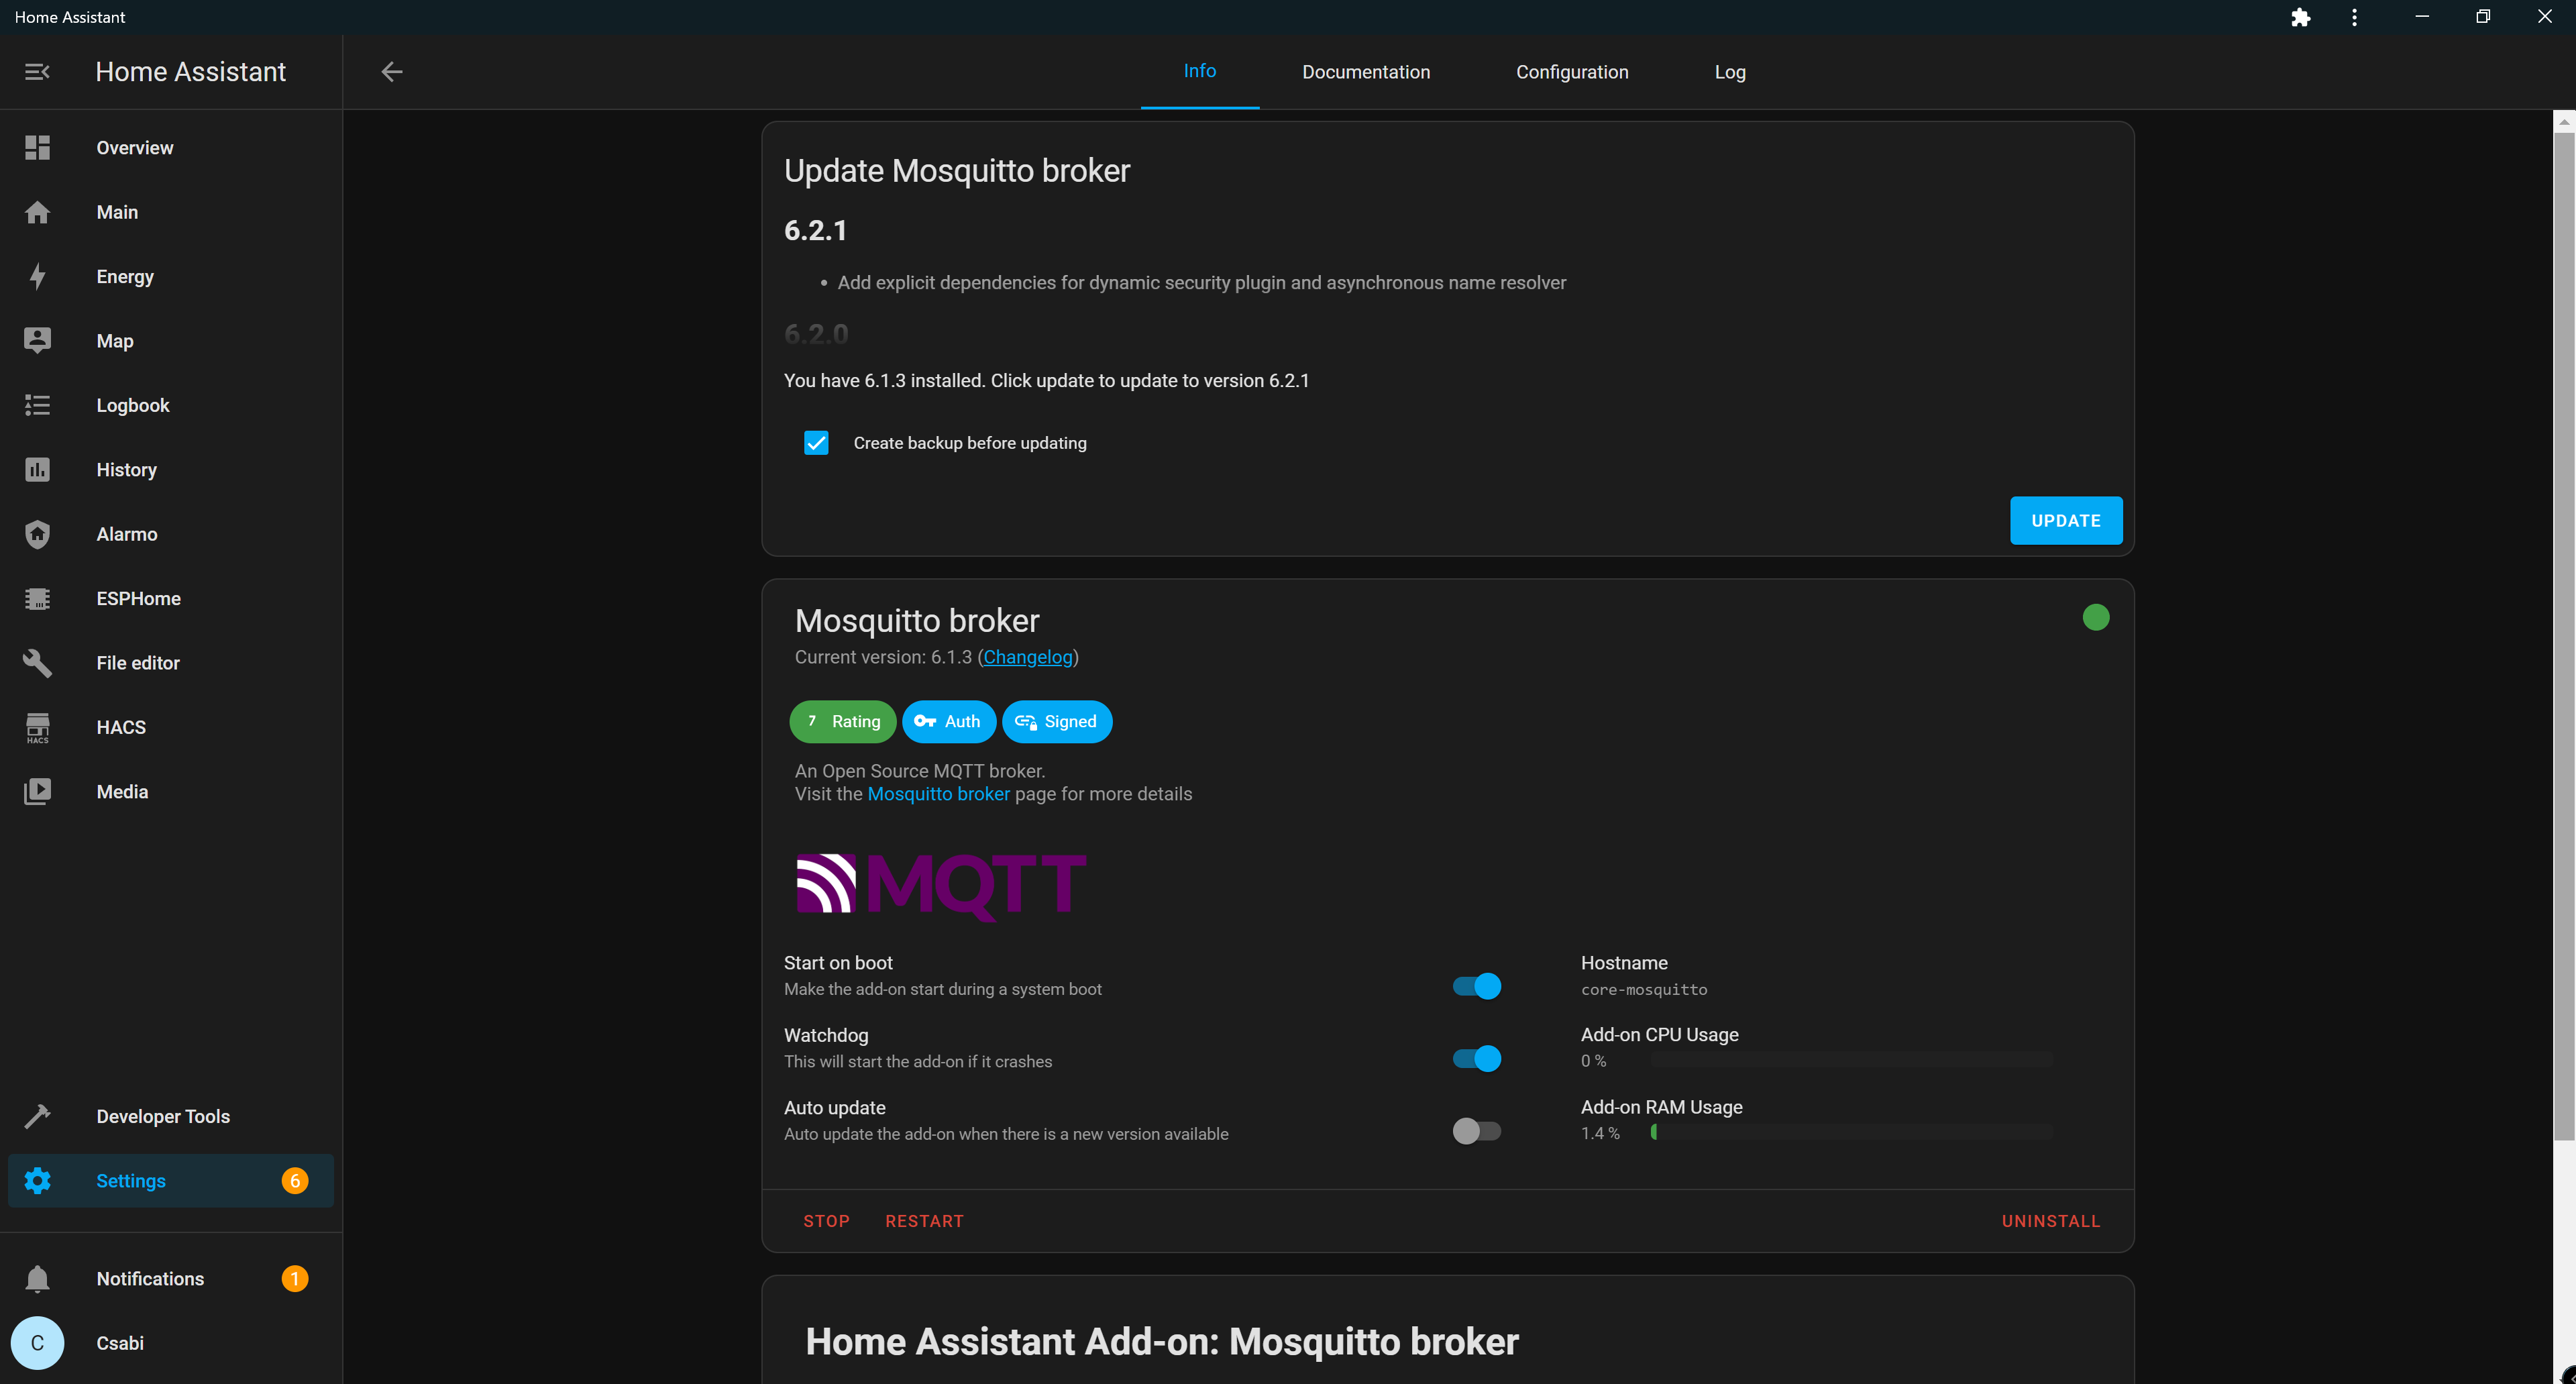 Home Assistant
Home Assistant
Info
Documentation
Configuration
Log
Overview
Main
Energy
Map
Logbook
History
Alarmo
ESPHome
File editor
HACS
HACS
Media
Developer Tools
Settings
6
Notifications
1
C
Csabi
Update Mosquitto broker
6.2.1
• Add explicit dependencies for dynamic security plugin and asynchronous name resolver
6.2.0
You have 6.1.3 installed. Click update to update to version 6.2.1
Create backup before updating
UPDATE
Mosquitto broker
Current version: 6.1.3 (Changelog)
7 Rating
Auth
Signed
An Open Source MQTT broker.
Visit the Mosquitto broker page for more details
MQTT
Start on boot
Make the add-on start during a system boot
Hostname
core-mosquitto
Watchdog
This will start the add-on if it crashes
Add-on CPU Usage
0 %
Auto update
Auto update the add-on when there is a new version available
Add-on RAM Usage
1.4 %
STOP
RESTART
UNINSTALL
Home Assistant Add-on: Mosquitto broker